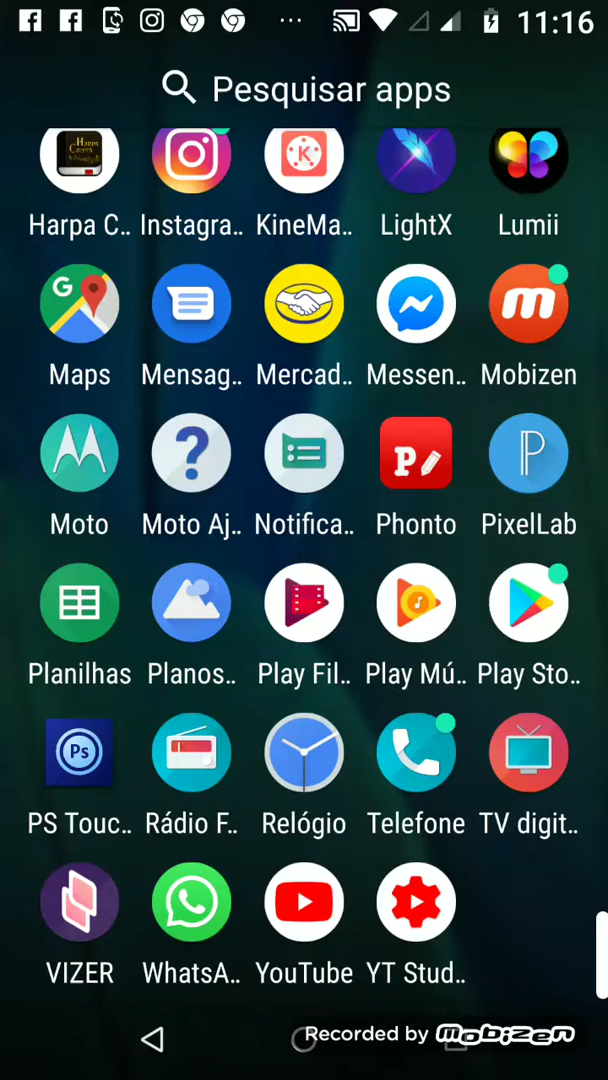 11:16
Pesquisar apps
Harpa C.. Instagra.. KineMa.. LightX Lumii
Maps Mensag.. Mercad.. Messen.. Mobizen
Moto Moto Aj.. Notifica.. Phonto PixelLab
Planilhas Planos.. Play Fil.. Play Mú.. Play Sto..
PS Touc.. Rádio F.. Relógio Telefone TV digit..
VIZER WhatsA.. YouTube YT Stud..
Recorded by mobizen